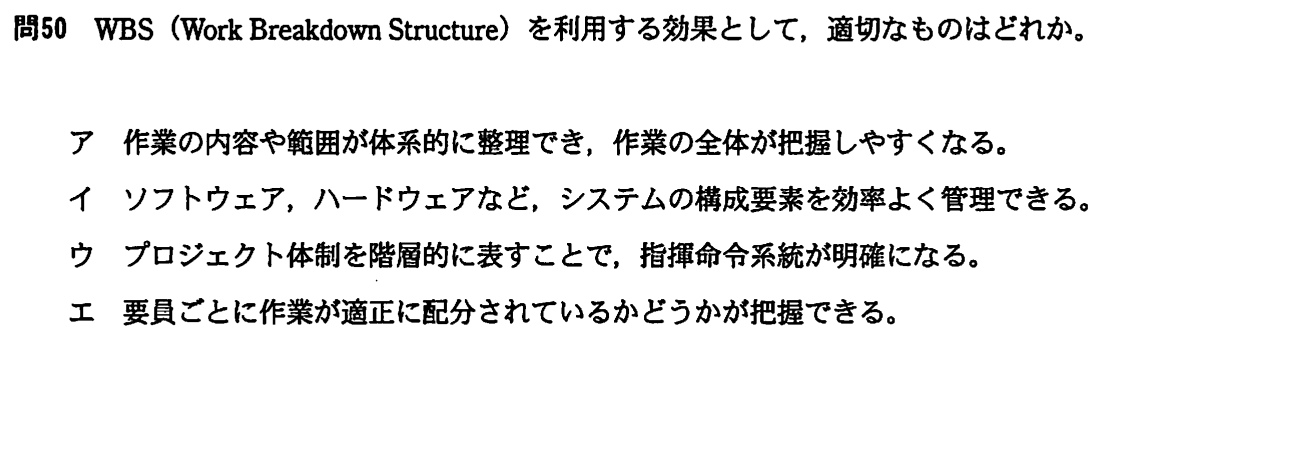 問50 WBS（Work Breakdown Structure）を利用する効果として，適切なものはどれか。
ア 作業の内容や範囲が体系的に整理でき，作業の全体が把握しやすくなる。
イ ソフトウェア，ハードウェアなど，システムの構成要素を効率よく管理できる。
ウ プロジェクト体制を階層的に表すことで，指揮命令系統が明確になる。
エ 要員ごとに作業が適正に配分されているかどうかが把握できる。